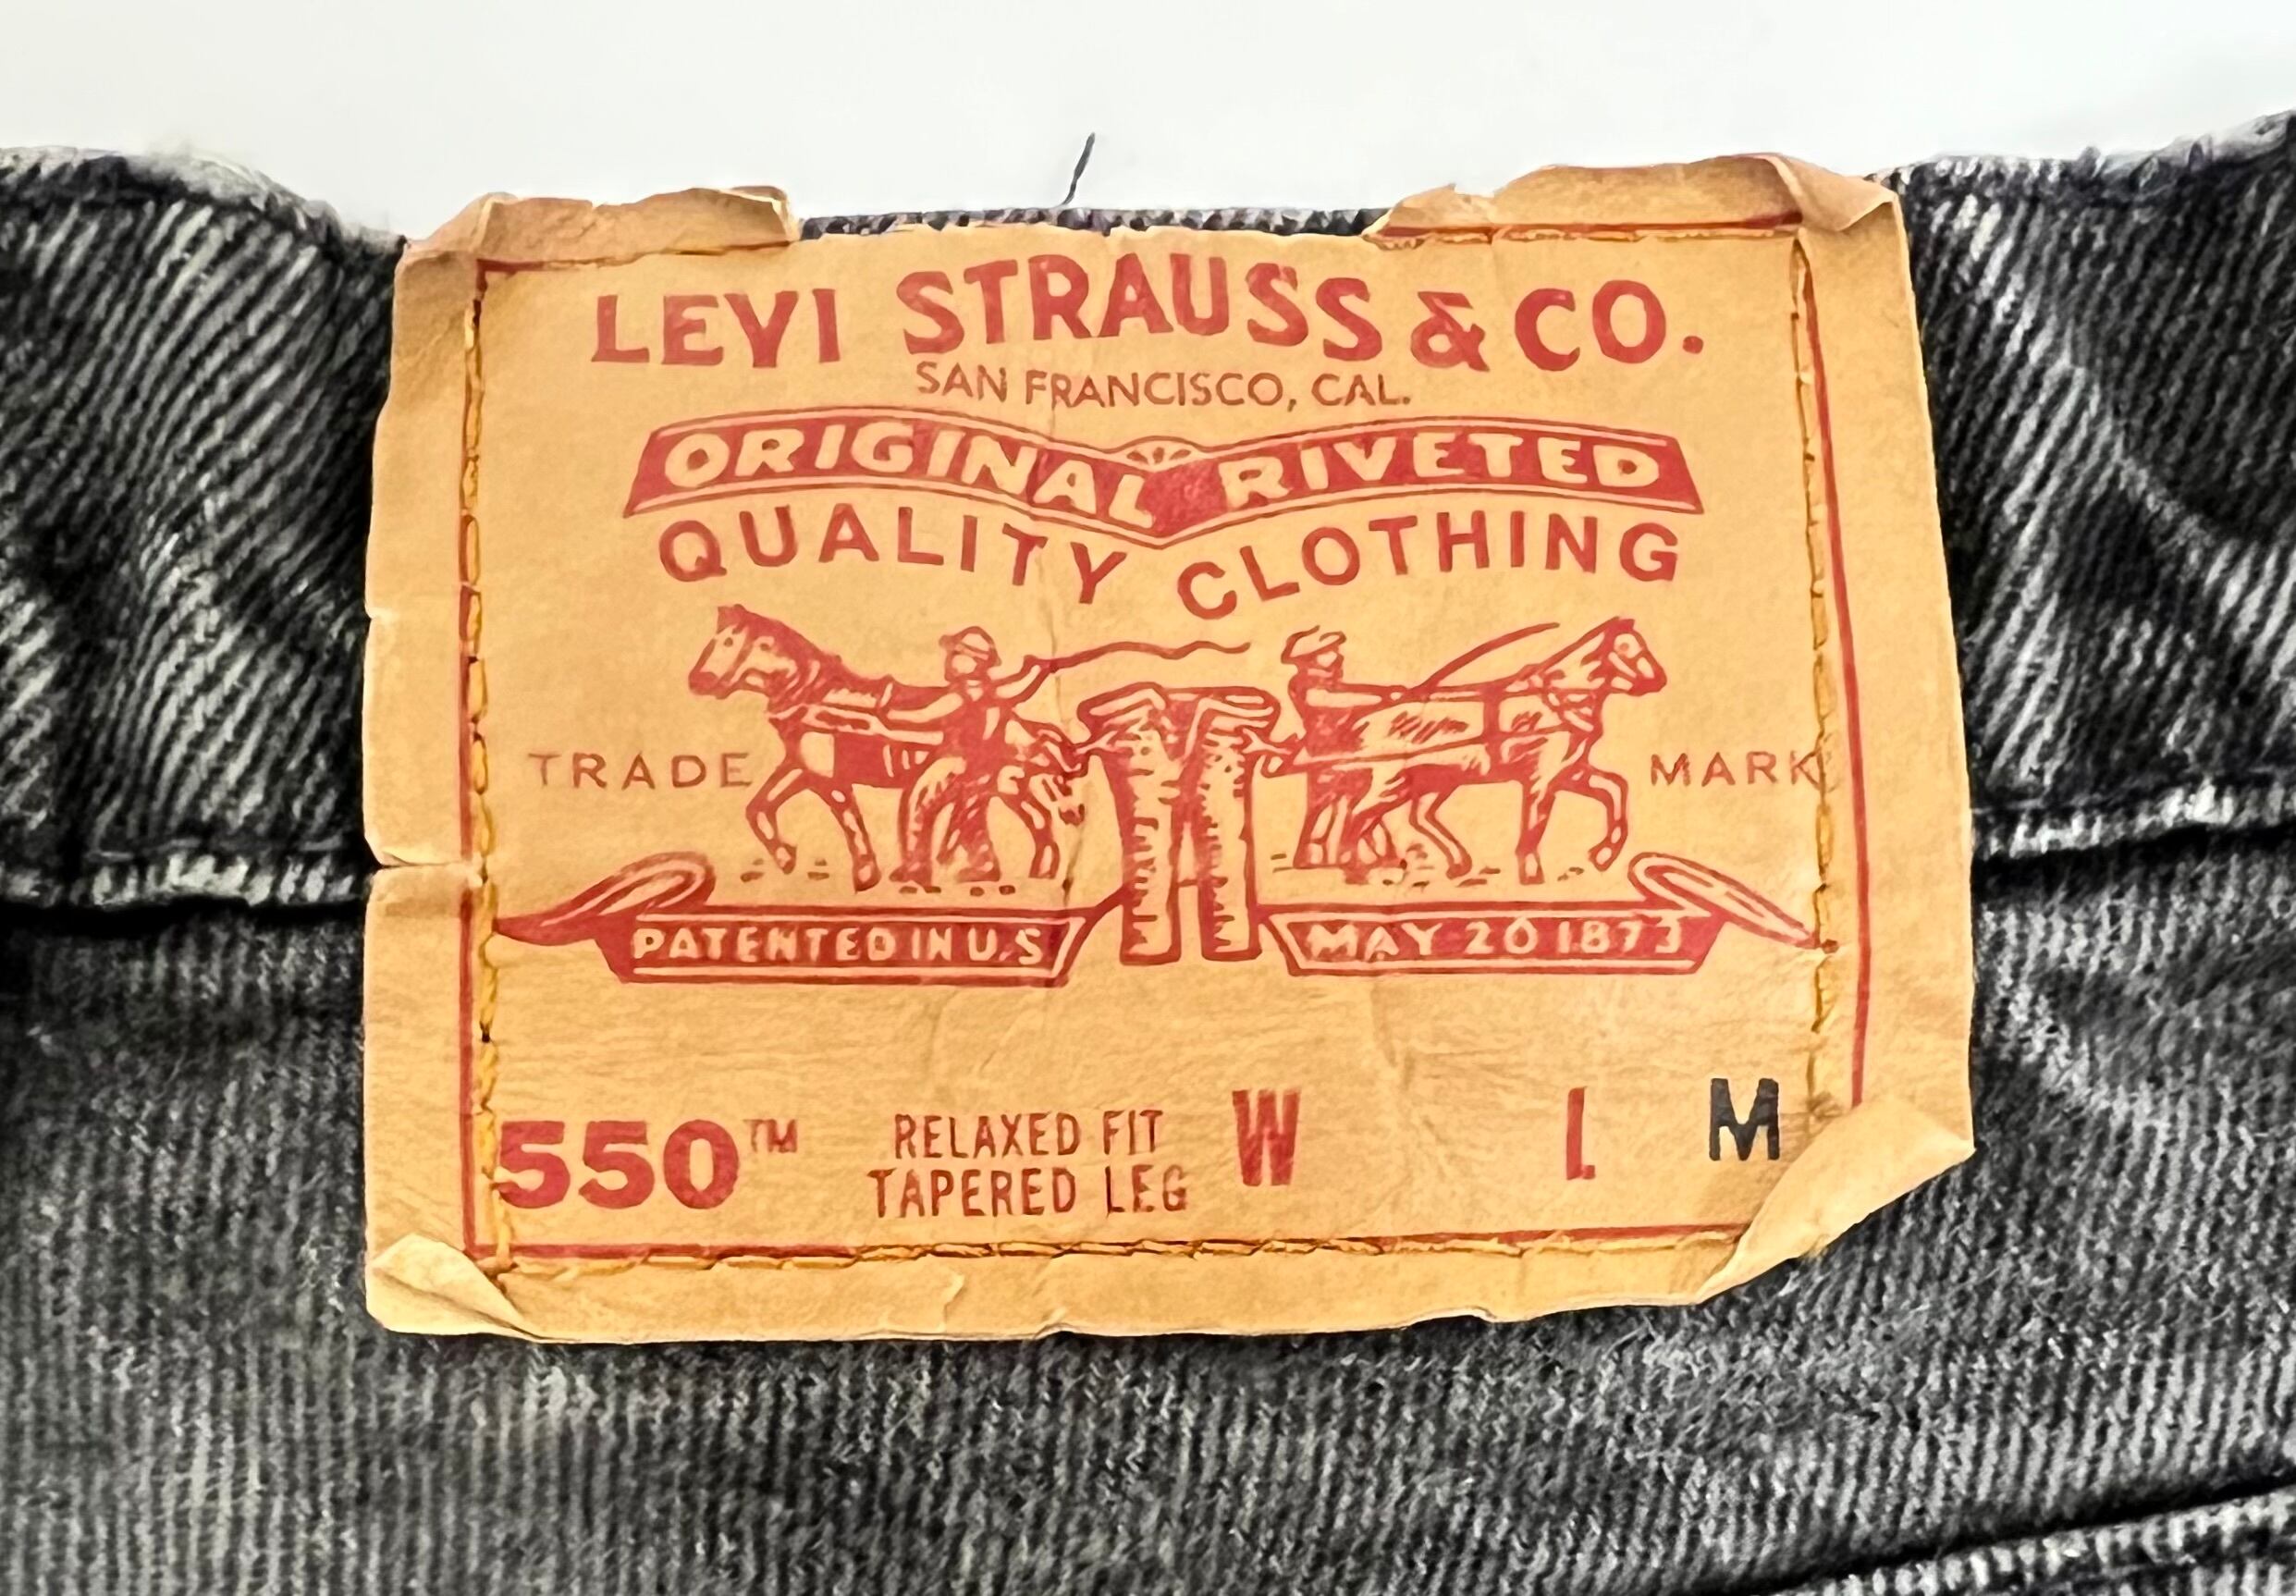 LEVI STRAUSS & CO.
SAN FRANCISCO, CAL.
ORIGINAL RIVETED
QUALITY CLOTHING
TRADE MARK
PATENTED IN U.S MAY 20 1873
550™ RELAXED FIT W L M
TAPERED LEG